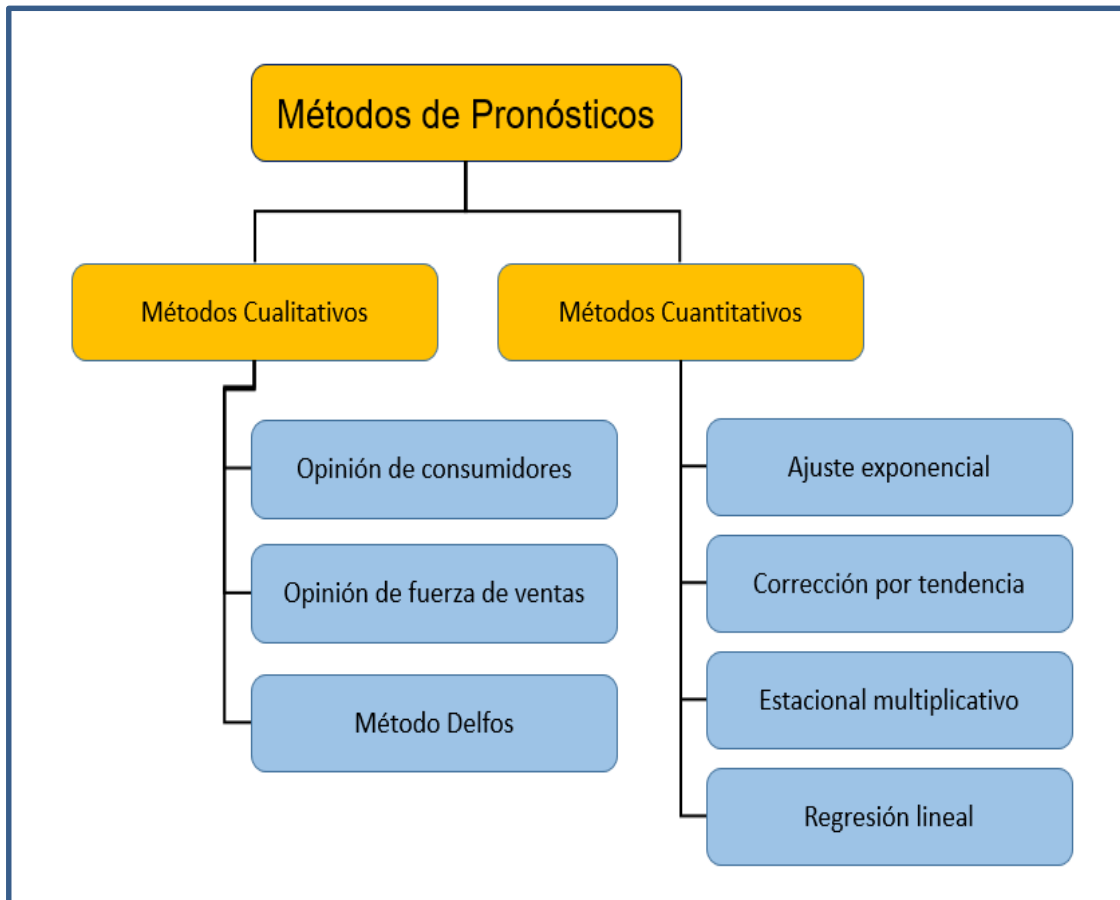 Métodos de Pronósticos
Métodos Cualitativos
Opinión de consumidores
Opinión de fuerza de ventas
Método Delfos
Métodos Cuantitativos
Ajuste exponencial
Corrección por tendencia
Estacional multiplicativo
Regresión lineal